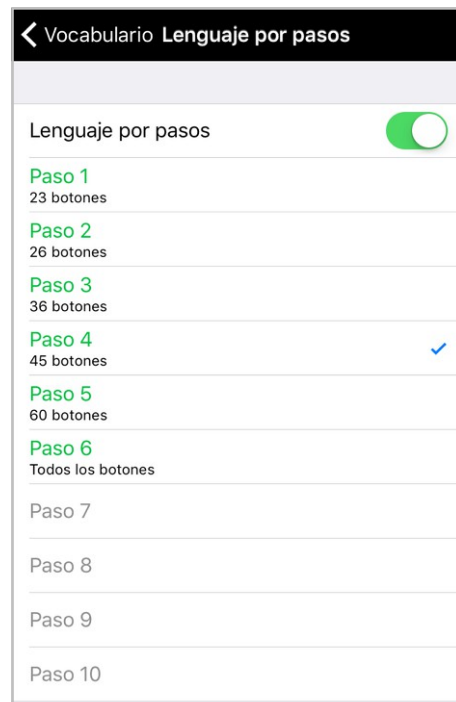 Vocabulario Lenguaje por pasos
Lenguaje por pasos
Paso 1
23 botones
Paso 2
26 botones
Paso 3
36 botones
Paso 4
45 botones
Paso 5
60 botones
Paso 6
Todos los botones
Paso 7
Paso 8
Paso 9
Paso 10